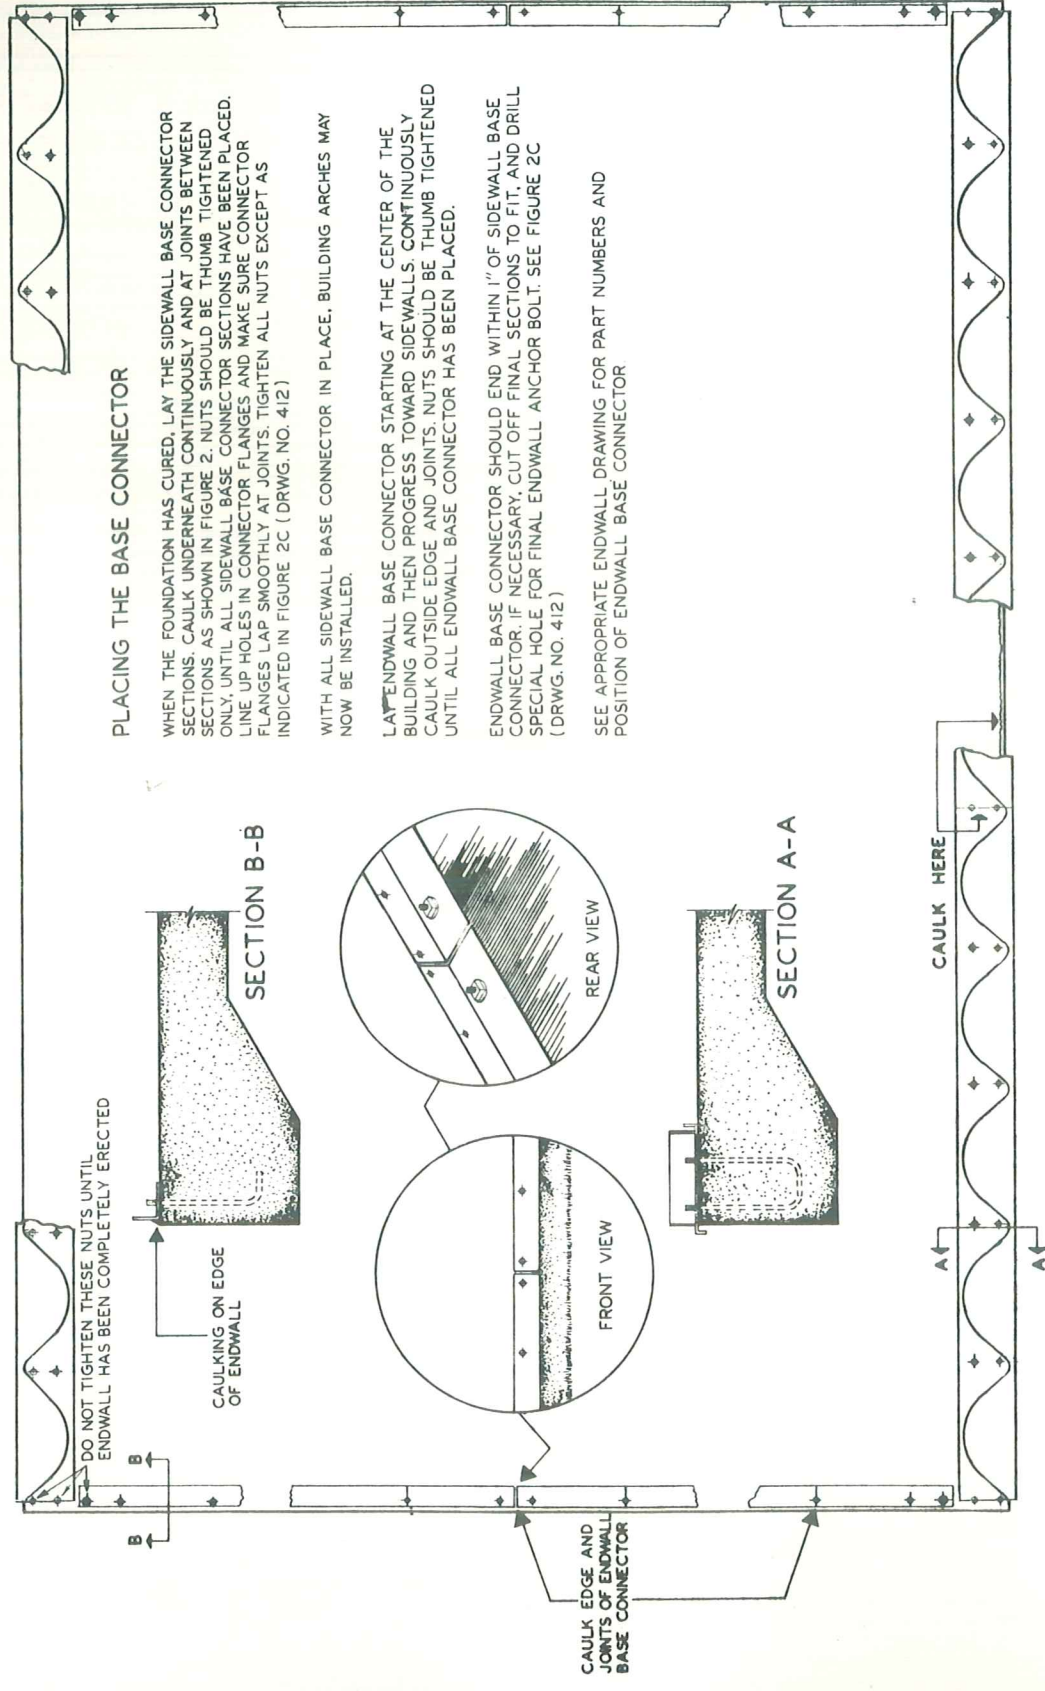 PLACING THE BASE CONNECTOR
WHEN THE FOUNDATION HAS CURED, LAY THE SIDEWALL BASE CONNECTOR
SECTIONS. CAULK UNDERNEATH CONTINUOUSLY AND AT JOINTS BETWEEN
SECTIONS AS SHOWN IN FIGURE 2. NUTS SHOULD BE THUMB TIGHTENED
ONLY, UNTIL ALL SIDEWALL BASE CONNECTOR SECTIONS HAVE BEEN PLACED.
LINE UP HOLES IN CONNECTOR FLANGES AND MAKE SURE CONNECTOR
FLANGES LAP SMOOTHLY AT JOINTS. TIGHTEN ALL NUTS EXCEPT AS
INDICATED IN FIGURE 2C (DRWG. NO. 412)
WITH ALL SIDEWALL BASE CONNECTOR IN PLACE, BUILDING ARCHES MAY
NOW BE INSTALLED.
LAY ENDWALL BASE CONNECTOR STARTING AT THE CENTER OF THE
BUILDING AND THEN PROGRESS TOWARD SIDEWALLS. CONTINUOUSLY
CAULK OUTSIDE EDGE AND JOINTS. NUTS SHOULD BE THUMB TIGHTENED
UNTIL ALL ENDWALL BASE CONNECTOR HAS BEEN PLACED.
ENDWALL BASE CONNECTOR SHOULD END WITHIN 1" OF SIDEWALL BASE
CONNECTOR. IF NECESSARY, CUT OFF FINAL SECTIONS TO FIT, AND DRILL
SPECIAL HOLE FOR FINAL ENDWALL ANCHOR BOLT. SEE FIGURE 2C
(DRWG. NO. 412)
SEE APPROPRIATE ENDWALL DRAWING FOR PART NUMBERS AND
POSITION OF ENDWALL BASE CONNECTOR
DO NOT TIGHTEN THESE NUTS UNTIL
ENDWALL HAS BEEN COMPLETELY ERECTED
B
B
CAULKING ON EDGE
OF ENDWALL
SECTION B-B
FRONT VIEW
REAR VIEW
SECTION A-A
CAULK EDGE AND
JOINTS OF ENDWALL
BASE CONNECTOR
CAULK HERE
A
A